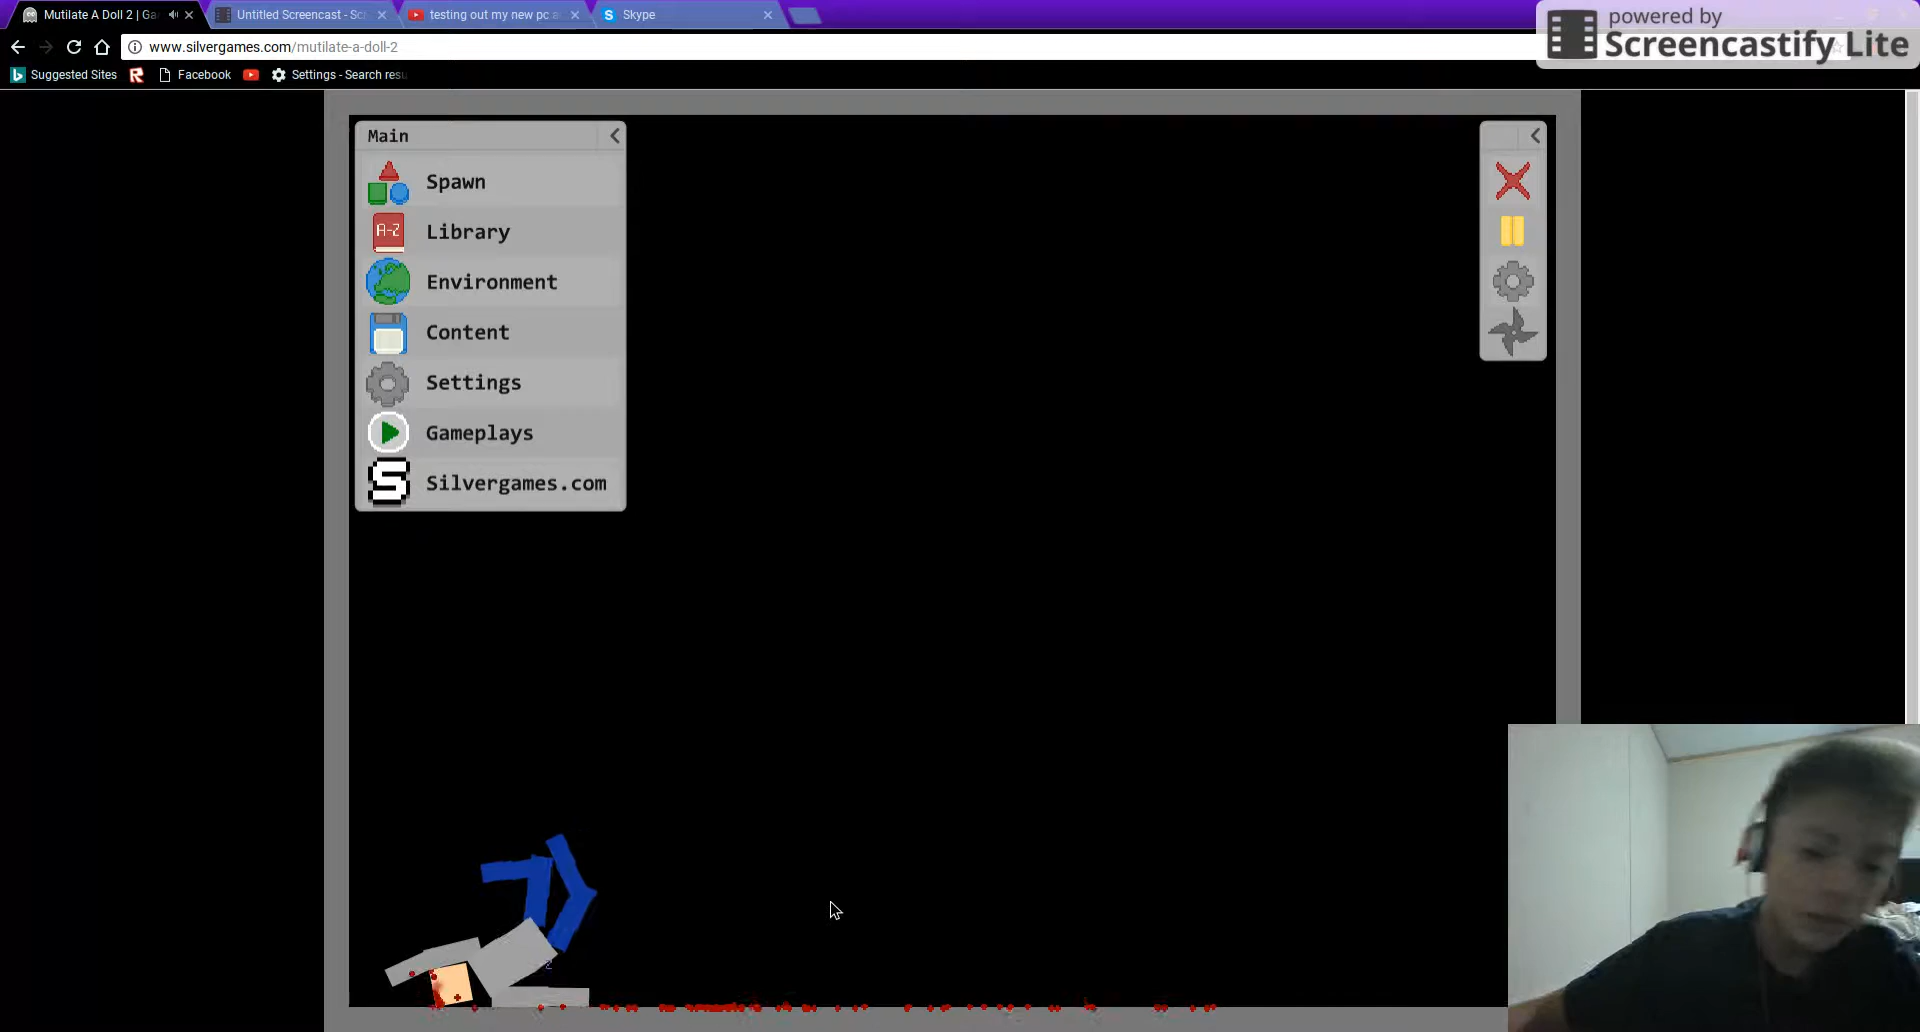 Mutilate A Doll 2 | Ga
Untitled Screencast - Sc
testing out my new pc a
Skype
powered by
Screencastify Lite
www.silvergames.com/mutilate-a-doll-2
Suggested Sites
Facebook
Settings - Search resu
Main
Spawn
A-Z
Library
Environment
Content
Settings
Gameplays
S
Silvergames.com